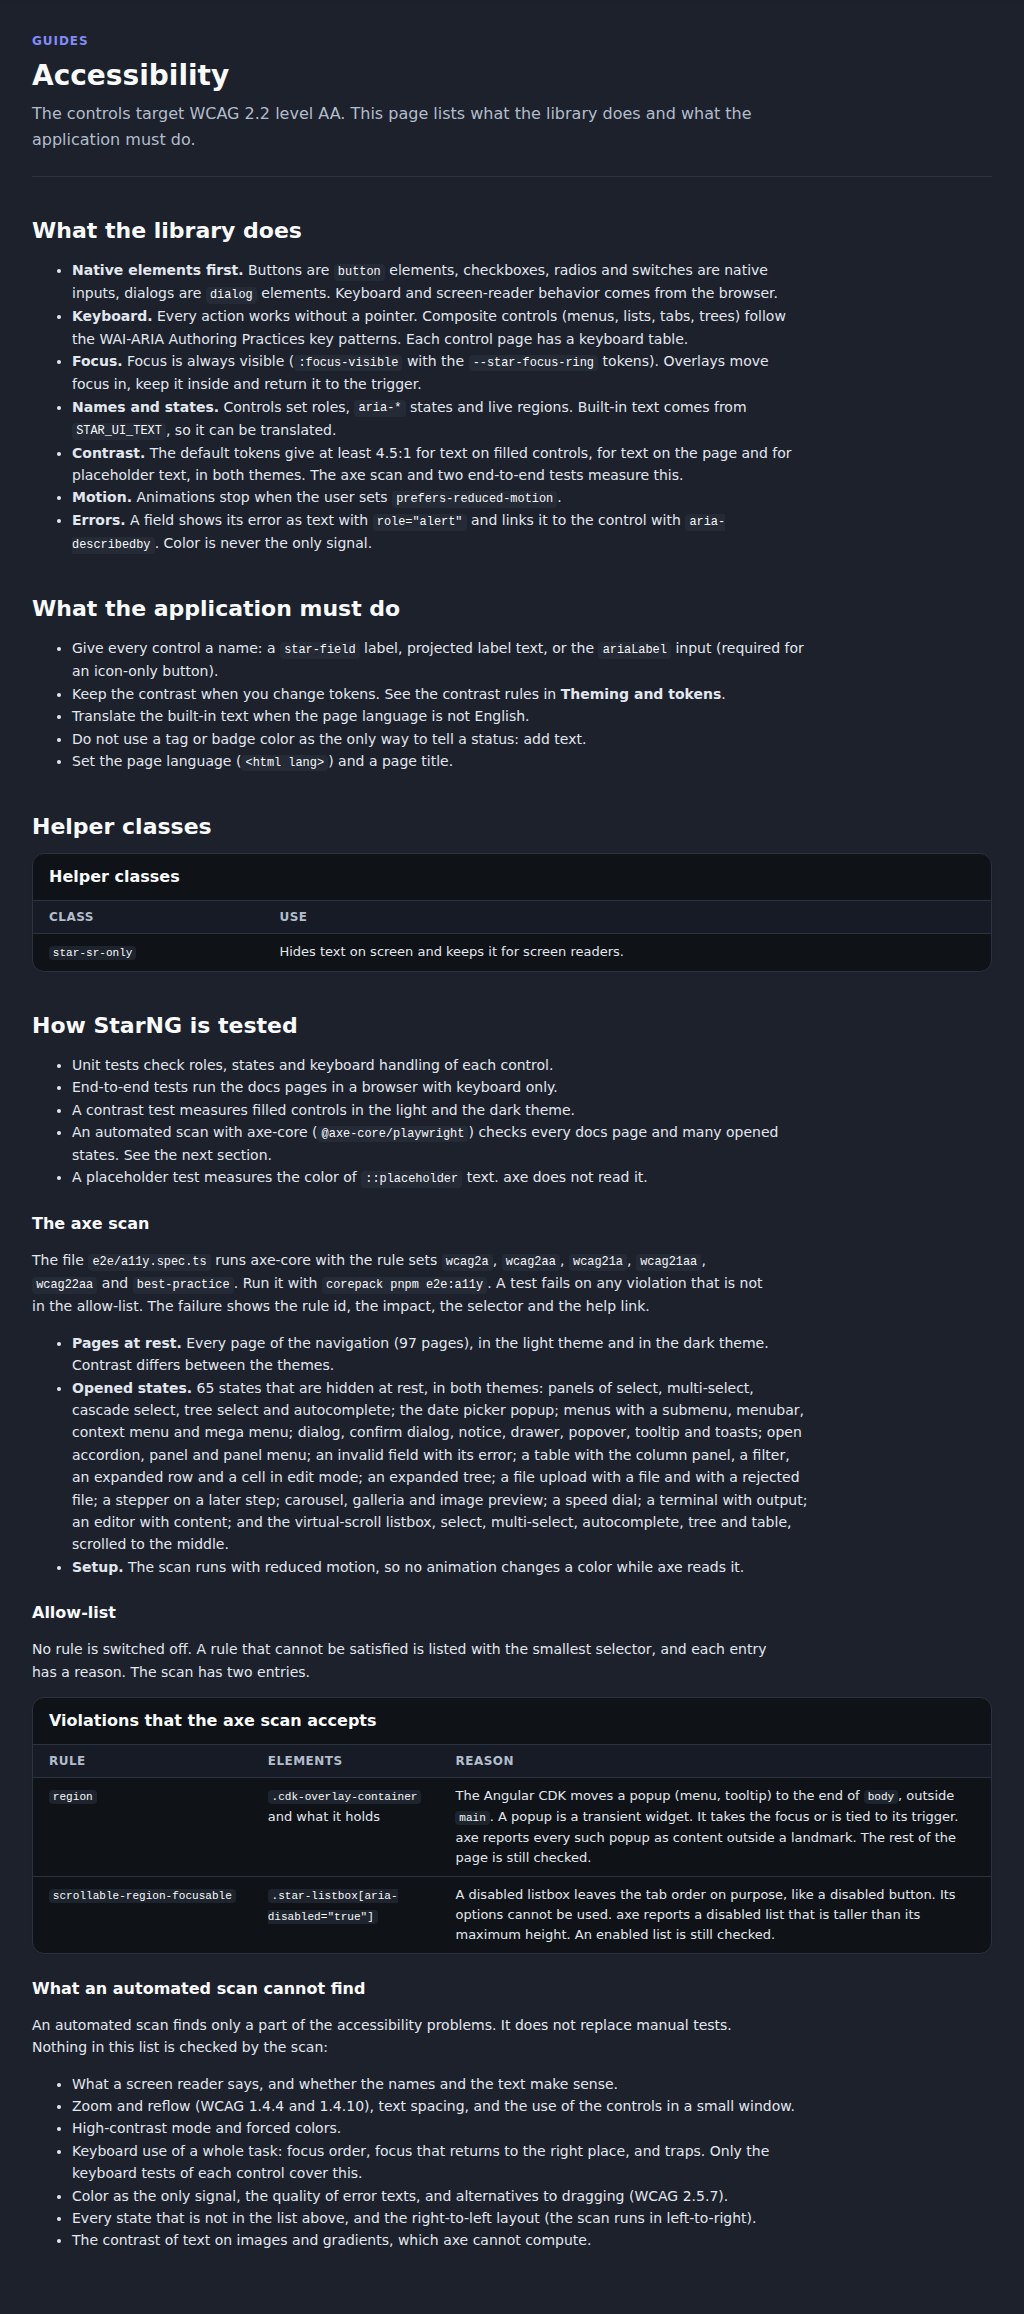 GUIDES
Accessibility
The controls target WCAG 2.2 level AA. This page lists what the library does and what the
application must do.
What the library does
• Native elements first. Buttons are button elements, checkboxes, radios and switches are native
inputs, dialogs are dialog elements. Keyboard and screen-reader behavior comes from the browser.
• Keyboard. Every action works without a pointer. Composite controls (menus, lists, tabs, trees) follow
the WAI-ARIA Authoring Practices key patterns. Each control page has a keyboard table.
• Focus. Focus is always visible (:focus-visible with the --star-focus-ring tokens). Overlays move
focus in, keep it inside and return it to the trigger.
• Names and states. Controls set roles, aria-* states and live regions. Built-in text comes from
STAR_UI_TEXT, so it can be translated.
• Contrast. The default tokens give at least 4.5:1 for text on filled controls, for text on the page and for
placeholder text, in both themes. The axe scan and two end-to-end tests measure this.
• Motion. Animations stop when the user sets prefers-reduced-motion.
• Errors. A field shows its error as text with role="alert" and links it to the control with aria-
describedby. Color is never the only signal.
What the application must do
• Give every control a name: a star-field label, projected label text, or the ariaLabel input (required for
an icon-only button).
• Keep the contrast when you change tokens. See the contrast rules in Theming and tokens.
• Translate the built-in text when the page language is not English.
• Do not use a tag or badge color as the only way to tell a status: add text.
• Set the page language (<html lang>) and a page title.
Helper classes
Helper classes
CLASS USE
star-sr-only Hides text on screen and keeps it for screen readers.
How StarNG is tested
• Unit tests check roles, states and keyboard handling of each control.
• End-to-end tests run the docs pages in a browser with keyboard only.
• A contrast test measures filled controls in the light and the dark theme.
• An automated scan with axe-core (@axe-core/playwright) checks every docs page and many opened
states. See the next section.
• A placeholder test measures the color of ::placeholder text. axe does not read it.
The axe scan
The file e2e/a11y.spec.ts runs axe-core with the rule sets wcag2a, wcag2aa, wcag21a, wcag21aa,
wcag22aa and best-practice. Run it with corepack pnpm e2e:a11y. A test fails on any violation that is not
in the allow-list. The failure shows the rule id, the impact, the selector and the help link.
• Pages at rest. Every page of the navigation (97 pages), in the light theme and in the dark theme.
Contrast differs between the themes.
• Opened states. 65 states that are hidden at rest, in both themes: panels of select, multi-select,
cascade select, tree select and autocomplete; the date picker popup; menus with a submenu, menubar,
context menu and mega menu; dialog, confirm dialog, notice, drawer, popover, tooltip and toasts; open
accordion, panel and panel menu; an invalid field with its error; a table with the column panel, a filter,
an expanded row and a cell in edit mode; an expanded tree; a file upload with a file and with a rejected
file; a stepper on a later step; carousel, galleria and image preview; a speed dial; a terminal with output;
an editor with content; and the virtual-scroll listbox, select, multi-select, autocomplete, tree and table,
scrolled to the middle.
• Setup. The scan runs with reduced motion, so no animation changes a color while axe reads it.
Allow-list
No rule is switched off. A rule that cannot be satisfied is listed with the smallest selector, and each entry
has a reason. The scan has two entries.
Violations that the axe scan accepts
RULE ELEMENTS REASON
region .cdk-overlay-container The Angular CDK moves a popup (menu, tooltip) to the end of body, outside
and what it holds main. A popup is a transient widget. It takes the focus or is tied to its trigger.
axe reports every such popup as content outside a landmark. The rest of the
page is still checked.
scrollable-region-focusable .star-listbox[aria- A disabled listbox leaves the tab order on purpose, like a disabled button. Its
disabled="true"] options cannot be used. axe reports a disabled list that is taller than its
maximum height. An enabled list is still checked.
What an automated scan cannot find
An automated scan finds only a part of the accessibility problems. It does not replace manual tests.
Nothing in this list is checked by the scan:
• What a screen reader says, and whether the names and the text make sense.
• Zoom and reflow (WCAG 1.4.4 and 1.4.10), text spacing, and the use of the controls in a small window.
• High-contrast mode and forced colors.
• Keyboard use of a whole task: focus order, focus that returns to the right place, and traps. Only the
keyboard tests of each control cover this.
• Color as the only signal, the quality of error texts, and alternatives to dragging (WCAG 2.5.7).
• Every state that is not in the list above, and the right-to-left layout (the scan runs in left-to-right).
• The contrast of text on images and gradients, which axe cannot compute.